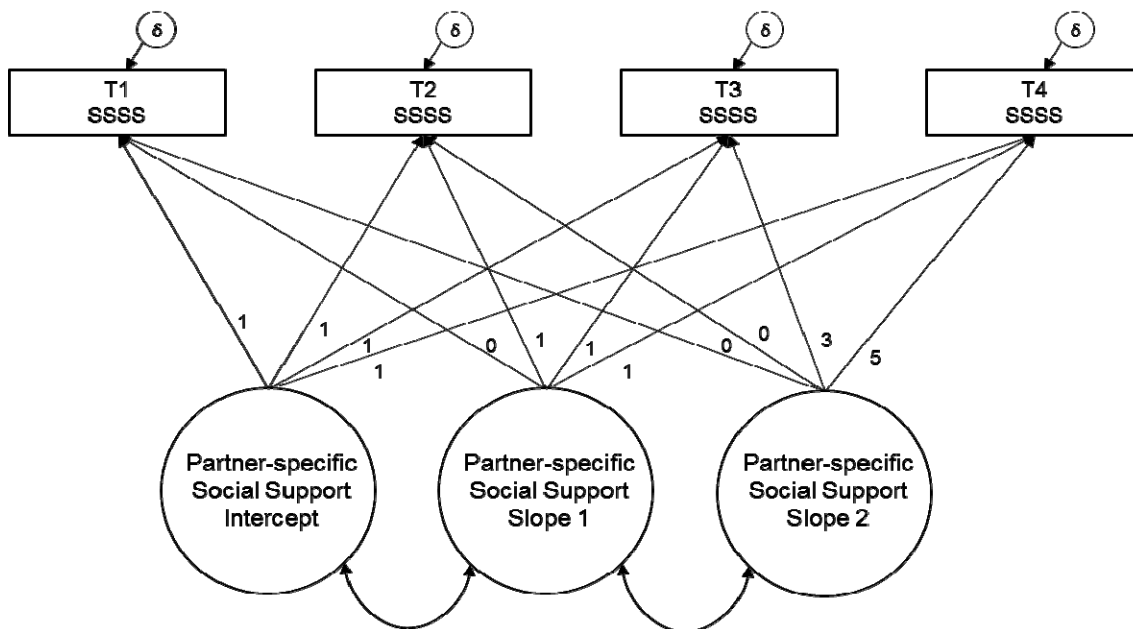 δ
δ
δ
δ
T1
SSSS
T2
SSSS
T3
SSSS
T4
SSSS
1
1
1
1
0
1
1
1
0
0
3
5
Partner-specific
Social Support
Intercept
Partner-specific
Social Support
Slope 1
Partner-specific
Social Support
Slope 2